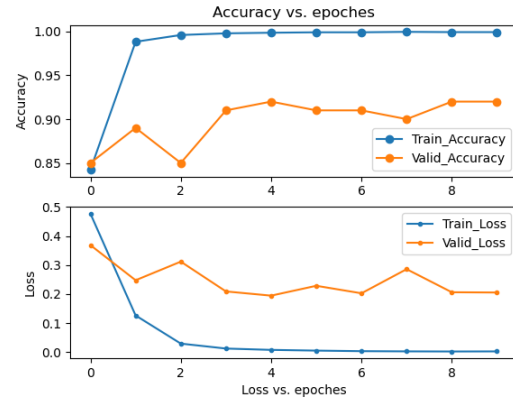 Accuracy vs. epoches
Accuracy
1.00
0.95
0.90
0.85
Train_Accuracy
Valid_Accuracy
0 2 4 6 8
Loss
0.5
0.4
0.3
0.2
0.1
0.0
Train_Loss
Valid_Loss
0 2 4 6 8
Loss vs. epoches